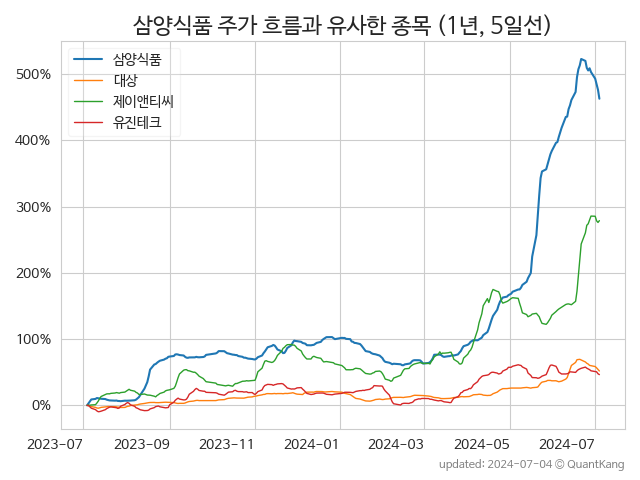 삼양식품 주가 흐름과 유사한 종목 (1년, 5일선)
삼양식품
대상
제이앤티씨
유진테크
500%
400%
300%
200%
100%
0%
2023-07
2023-09
2023-11
2024-01
2024-03
2024-05
2024-07
updated: 2024-07-04 © QuantKang